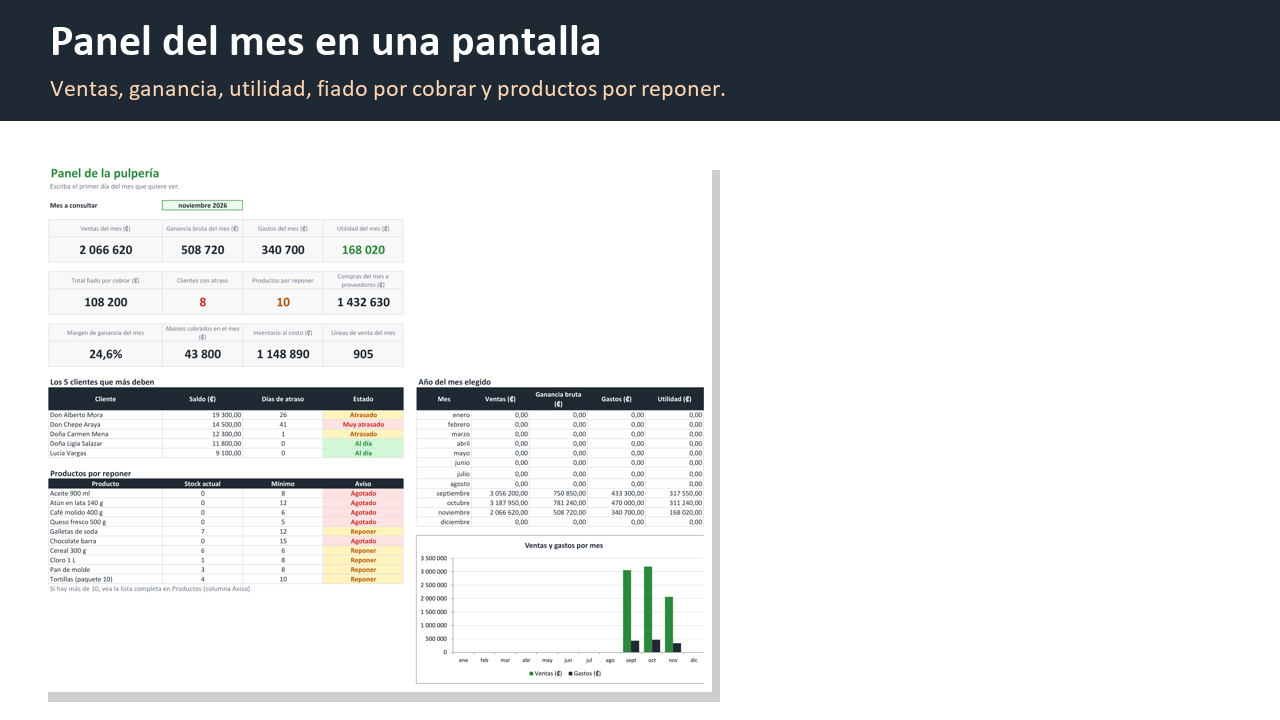 Panel del mes en una pantalla
Ventas, ganancia, utilidad, fiado por cobrar y productos por reponer.
Panel de la pulpería
Escriba el primer día del mes que quiere ver.
Mes a consultar noviembre 2026
Ventas del mes (₡) Ganancia bruta del mes (₡) Gastos del mes (₡) Utilidad del mes (₡)
2 066 620 508 720 340 700 168 020
Total fiado por cobrar (₡) Clientes con atraso Productos por reponer Compras del mes a proveedores (₡)
108 200 8 10 1 432 630
Margen de ganancia del mes Abonos cobrados en el mes (₡) Inventario al costo (₡) Líneas de venta del mes
24,6% 43 800 1 148 890 905
Los 5 clientes que más deben
Cliente Saldo (₡) Días de atraso Estado
Don Alberto Mora 19 300,00 26 Atrasado
Don Chepe Araya 14 500,00 41 Muy atrasado
Doña Carmen Mena 12 300,00 1 Atrasado
Doña Ligia Salazar 11 800,00 0 Al día
Lucía Vargas 9 100,00 0 Al día
Productos por reponer
Producto Stock actual Mínimo Aviso
Aceite 900 ml 0 8 Agotado
Atún en lata 140 g 0 12 Agotado
Café molido 400 g 0 6 Agotado
Queso fresco 500 g 0 5 Agotado
Galletas de soda 7 12 Reponer
Chocolate barra 0 15 Agotado
Cereal 300 g 6 6 Reponer
Cloro 1 L 1 8 Reponer
Pan de molde 3 8 Reponer
Tortillas (paquete 10) 4 10 Reponer
Si hay más de 10, vea la lista completa en Productos (columna Aviso).
Año del mes elegido
Mes Ventas (₡) Ganancia bruta (₡) Gastos (₡) Utilidad (₡)
enero 0,00 0,00 0,00 0,00
febrero 0,00 0,00 0,00 0,00
marzo 0,00 0,00 0,00 0,00
abril 0,00 0,00 0,00 0,00
mayo 0,00 0,00 0,00 0,00
junio 0,00 0,00 0,00 0,00
julio 0,00 0,00 0,00 0,00
agosto 0,00 0,00 0,00 0,00
septiembre 3 056 200,00 750 850,00 433 300,00 317 550,00
octubre 3 187 950,00 781 240,00 470 000,00 311 240,00
noviembre 2 066 620,00 508 720,00 340 700,00 168 020,00
diciembre 0,00 0,00 0,00 0,00
Ventas y gastos por mes
3 500 000
3 000 000
2 500 000
2 000 000
1 500 000
1 000 000
500 000
0
ene feb mar abr may jun jul ago sept oct nov dic
Ventas (₡) Gastos (₡)